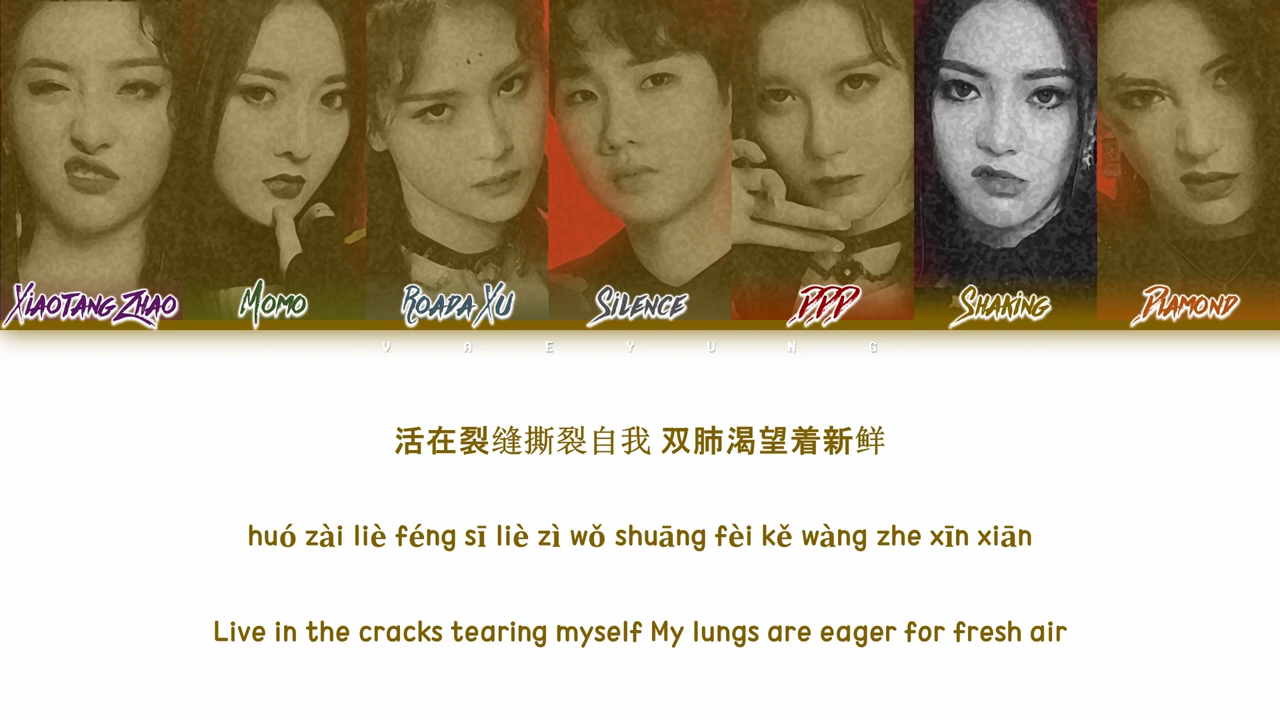 XIAOTANG ZHAO MOMO ROADA XU SILENCE PPP SHAKING DIAMOND
V A E Y U N G
活在裂缝撕裂自我 双肺渴望着新鲜
huó zài liè féng sī liè zì wǒ shuāng fèi kě wàng zhe xīn xiān
Live in the cracks tearing myself My lungs are eager for fresh air